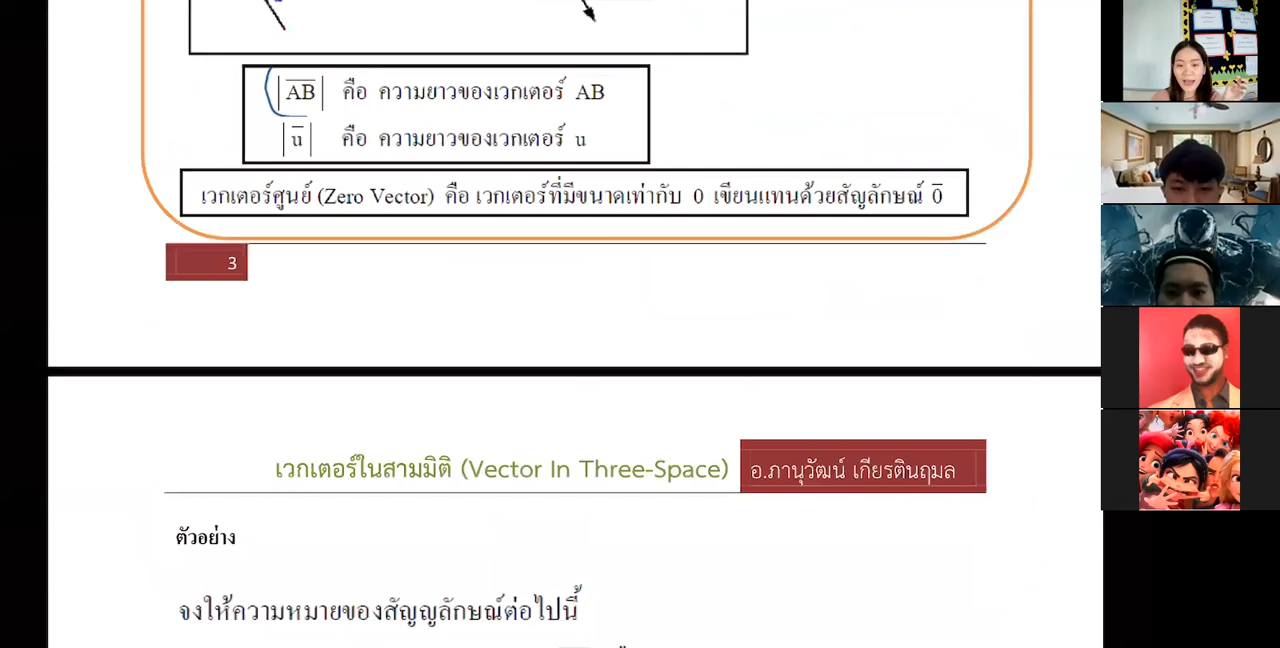 |AB| คือ ความยาวของเวกเตอร์ AB
|u| คือ ความยาวของเวกเตอร์ u
เวกเตอร์ศูนย์ (Zero Vector) คือ เวกเตอร์ที่มีขนาดเท่ากับ 0 เขียนแทนด้วยสัญลักษณ์ 0̅
3
เวกเตอร์ในสามมิติ (Vector In Three-Space) อ.ภานุวัฒน์ เกียรตินฤมล
ตัวอย่าง
จงให้ความหมายของสัญญลักษณ์ต่อไปนี้